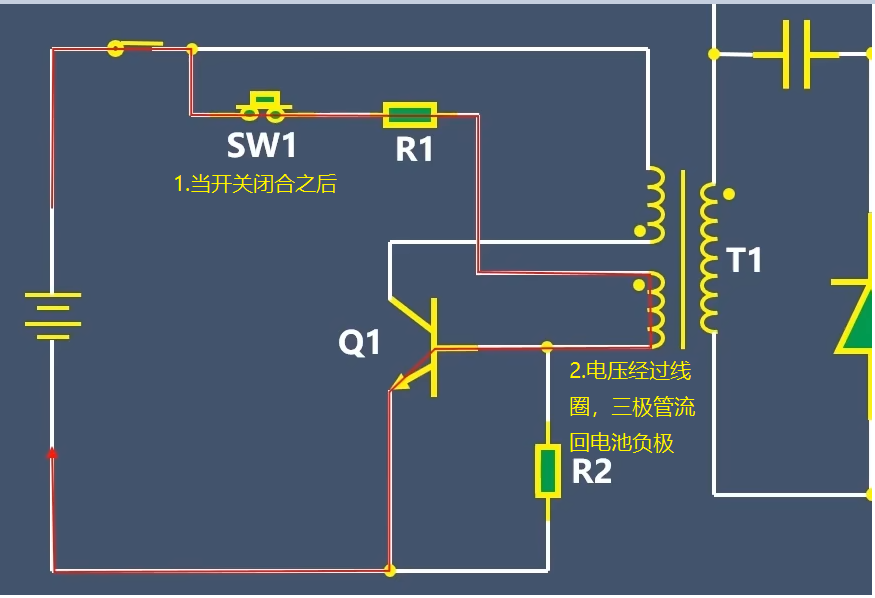 SW1
R1
1.当开关闭合之后
T1
Q1
2.电压经过线
圈，三极管流
回电池负极
R2